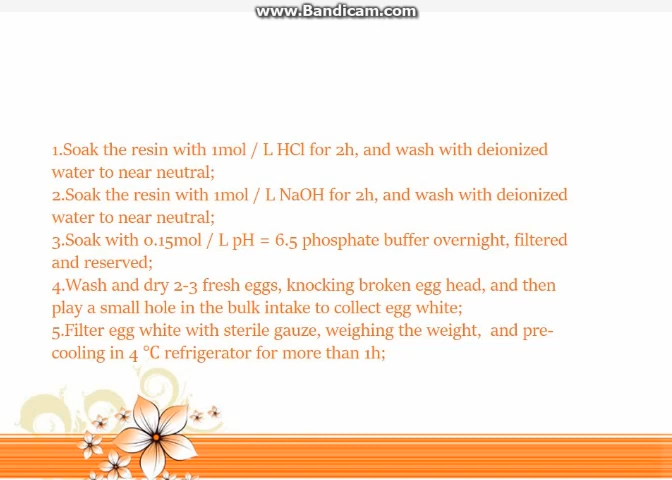 www.Bandicam.com
1.Soak the resin with 1mol / L HCl for 2h, and wash with deionized
water to near neutral;
2.Soak the resin with 1mol / L NaOH for 2h, and wash with deionized
water to near neutral;
3.Soak with 0.15mol / L pH = 6.5 phosphate buffer overnight, filtered
and reserved;
4.Wash and dry 2-3 fresh eggs, knocking broken egg head, and then
play a small hole in the bulk intake to collect egg white;
5.Filter egg white with sterile gauze, weighing the weight,  and pre-
cooling in 4 °C refrigerator for more than 1h;